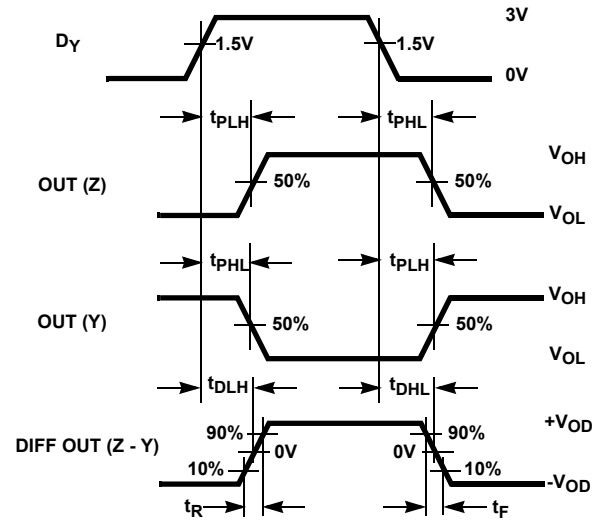 3V
DY
1.5V
1.5V
0V
tPLH
tPHL
VOH
OUT (Z)
50%
50%
VOL
tPHL
tPLH
VOH
OUT (Y)
50%
50%
VOL
tDLH
tDHL
+VOD
90%
90%
DIFF OUT (Z - Y)
0V
0V
10%
10%
-VOD
tR
tF